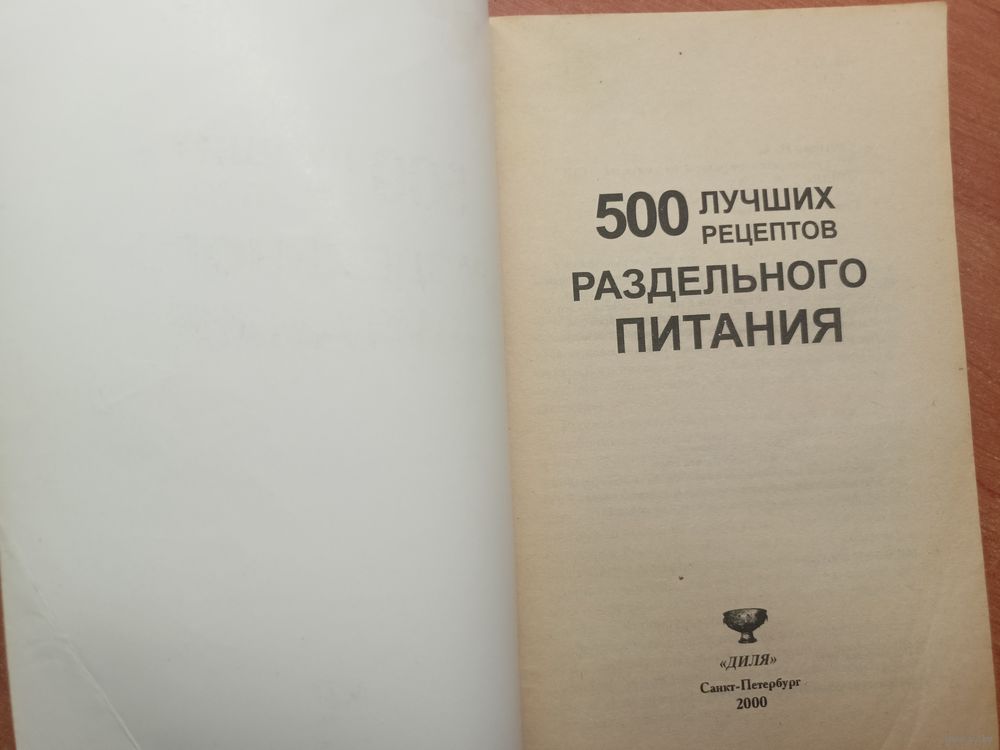 500 ЛУЧШИХ
РЕЦЕПТОВ
РАЗДЕЛЬНОГО
ПИТАНИЯ
«ДИЛЯ»
Санкт-Петербург
2000